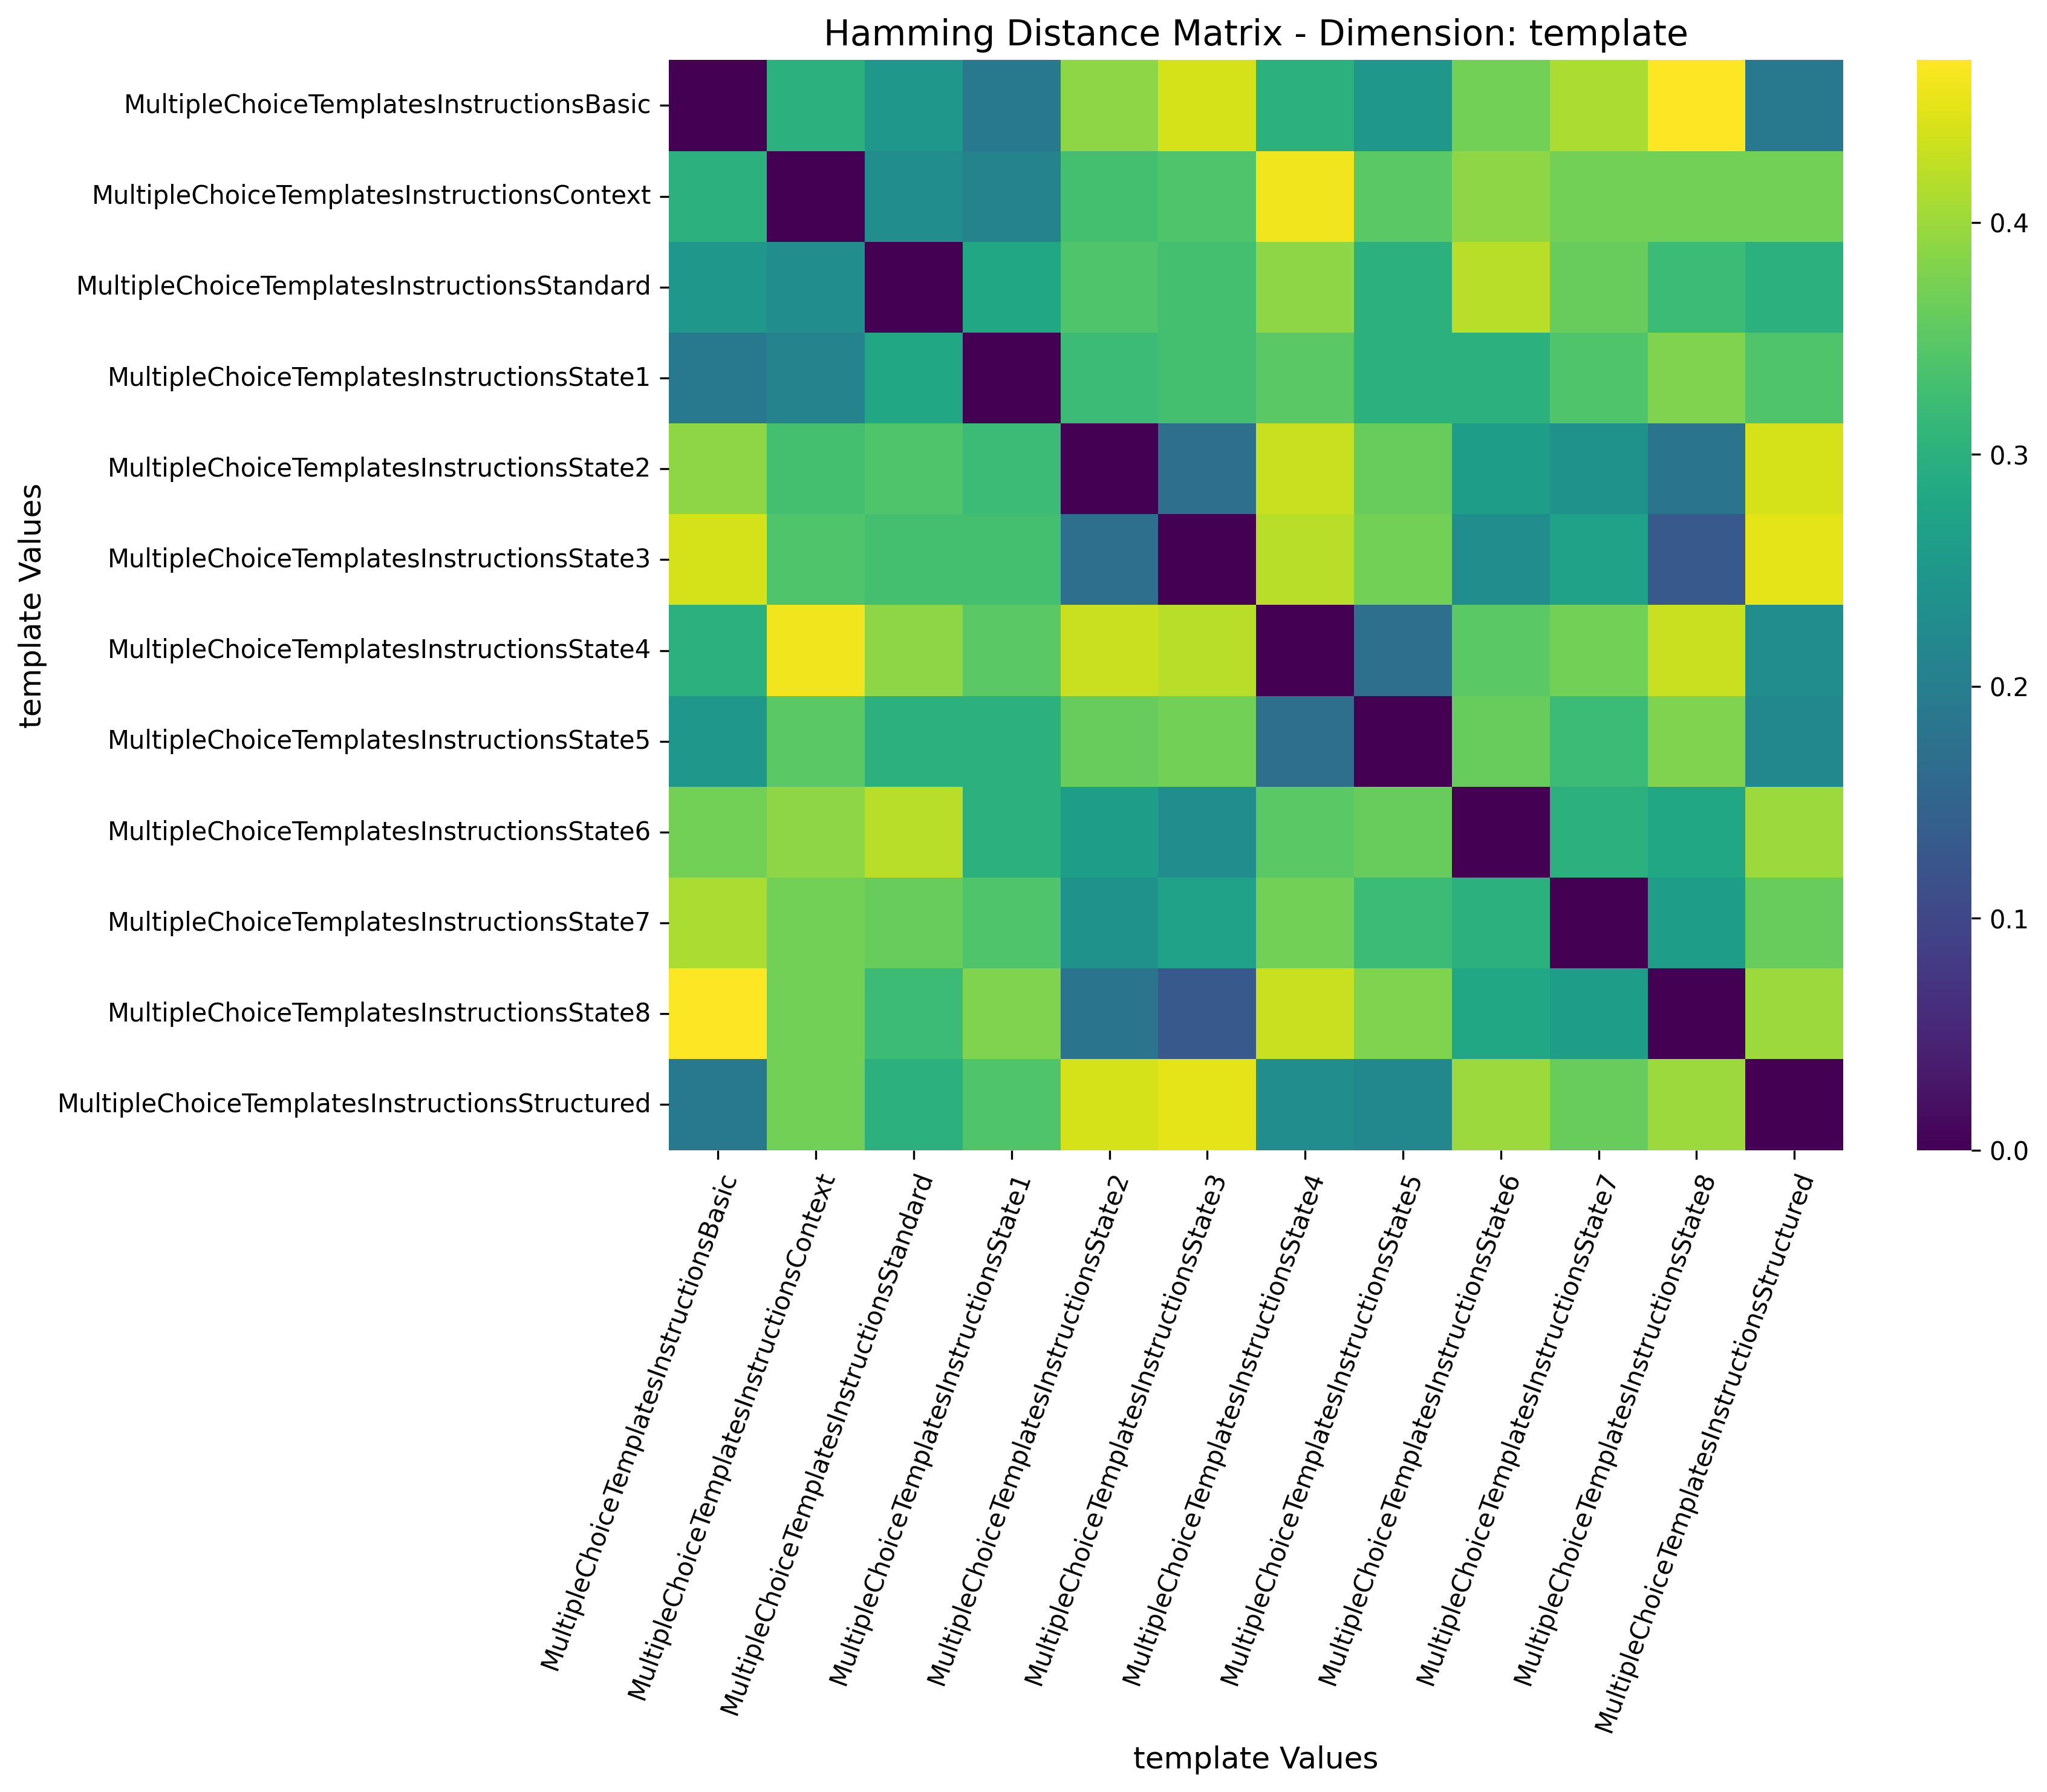 Hamming Distance Matrix - Dimension: template
template Values
MultipleChoiceTemplatesInstructionsBasic
MultipleChoiceTemplatesInstructionsContext
MultipleChoiceTemplatesInstructionsStandard
MultipleChoiceTemplatesInstructionsState1
MultipleChoiceTemplatesInstructionsState2
MultipleChoiceTemplatesInstructionsState3
MultipleChoiceTemplatesInstructionsState4
MultipleChoiceTemplatesInstructionsState5
MultipleChoiceTemplatesInstructionsState6
MultipleChoiceTemplatesInstructionsState7
MultipleChoiceTemplatesInstructionsState8
MultipleChoiceTemplatesInstructionsStructured
0.4
0.3
0.2
0.1
0.0
MultipleChoiceTemplatesInstructionsBasic
MultipleChoiceTemplatesInstructionsContext
MultipleChoiceTemplatesInstructionsStandard
MultipleChoiceTemplatesInstructionsState1
MultipleChoiceTemplatesInstructionsState2
MultipleChoiceTemplatesInstructionsState3
MultipleChoiceTemplatesInstructionsState4
MultipleChoiceTemplatesInstructionsState5
MultipleChoiceTemplatesInstructionsState6
MultipleChoiceTemplatesInstructionsState7
MultipleChoiceTemplatesInstructionsState8
MultipleChoiceTemplatesInstructionsStructured
template Values